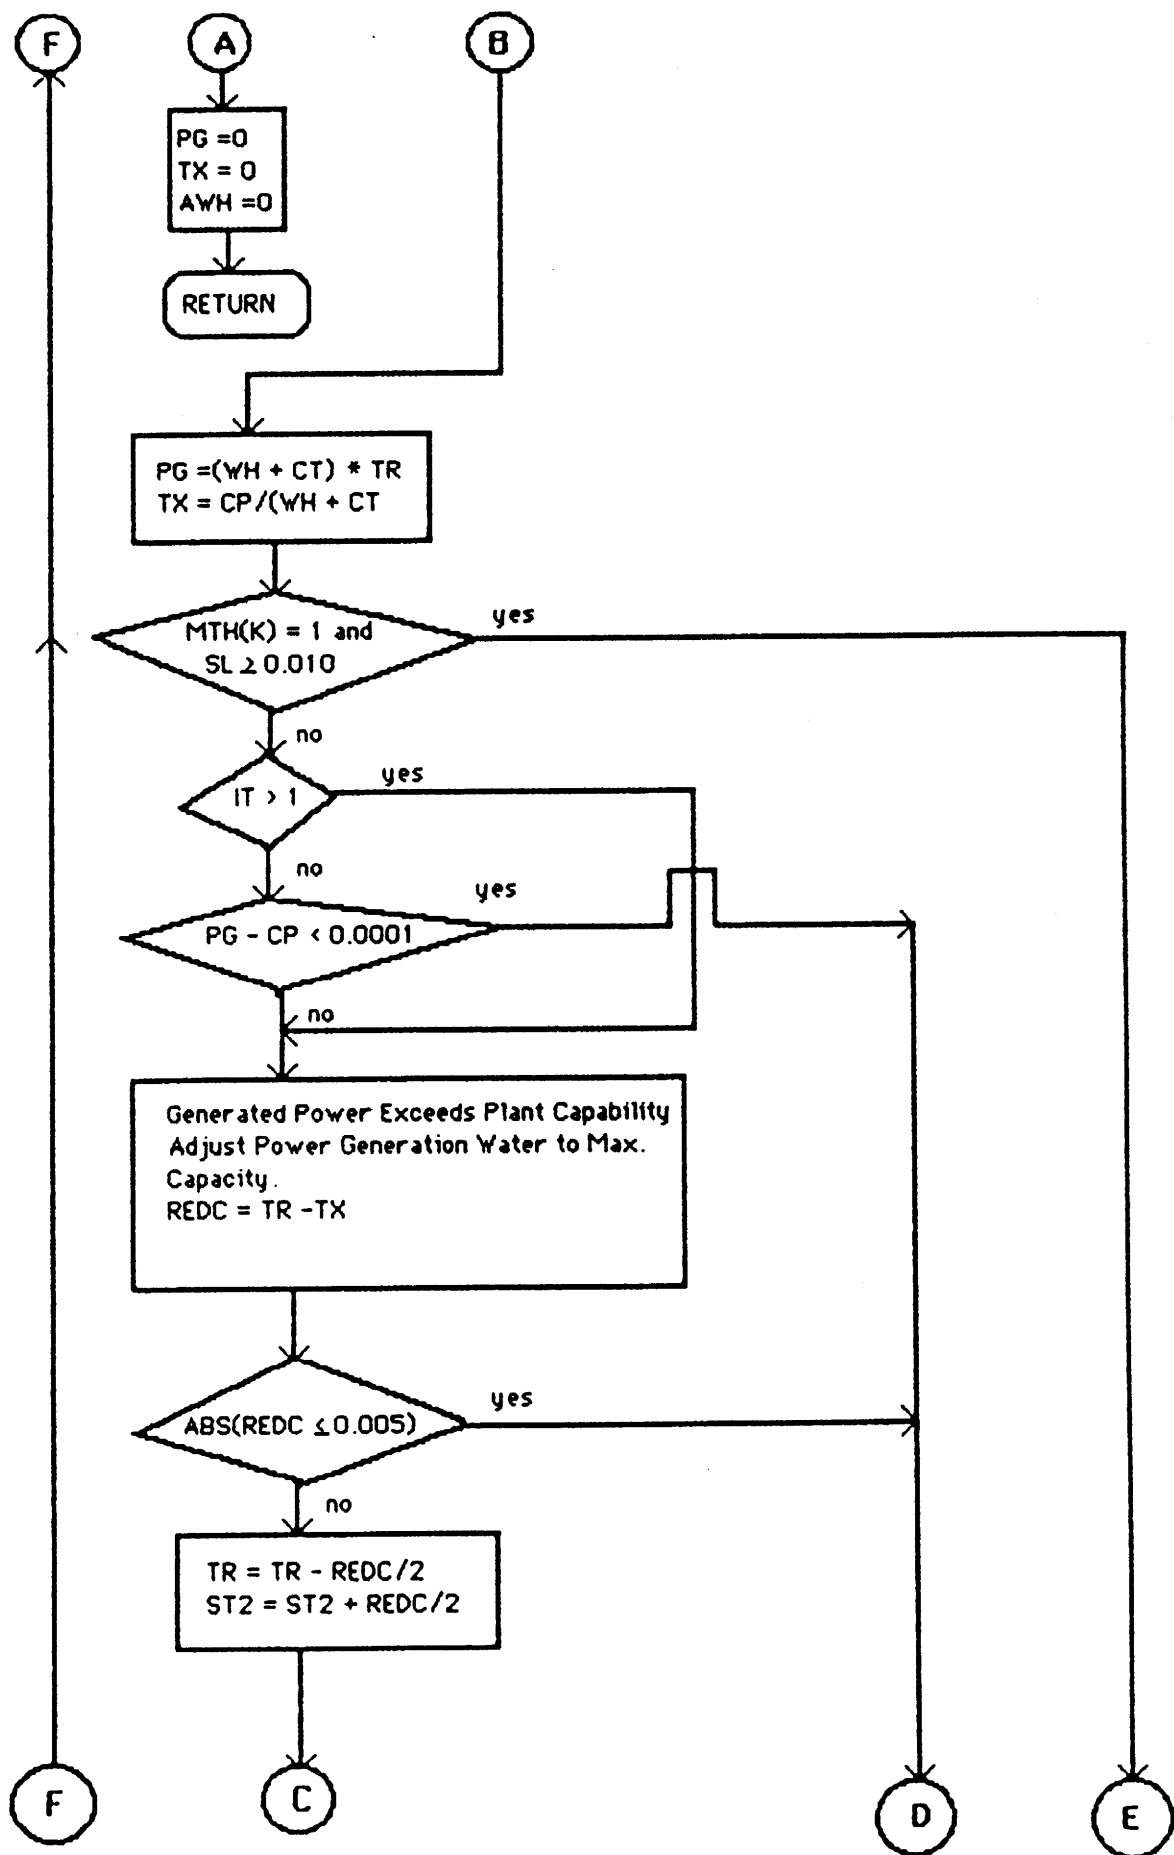 F
A
B
PG =0
TX = 0
AWH =0
RETURN
PG =(WH + CT) * TR
TX = CP/(WH + CT
MTH(K) = 1 and
SL ≥ 0.010
yes
no
IT > 1
yes
no
PG - CP < 0.0001
yes
no
Generated Power Exceeds Plant Capability
Adjust Power Generation Water to Max.
Capacity.
REDC = TR -TX
ABS(REDC ≤ 0.005)
yes
no
TR = TR - REDC/2
ST2 = ST2 + REDC/2
F
C
D
E